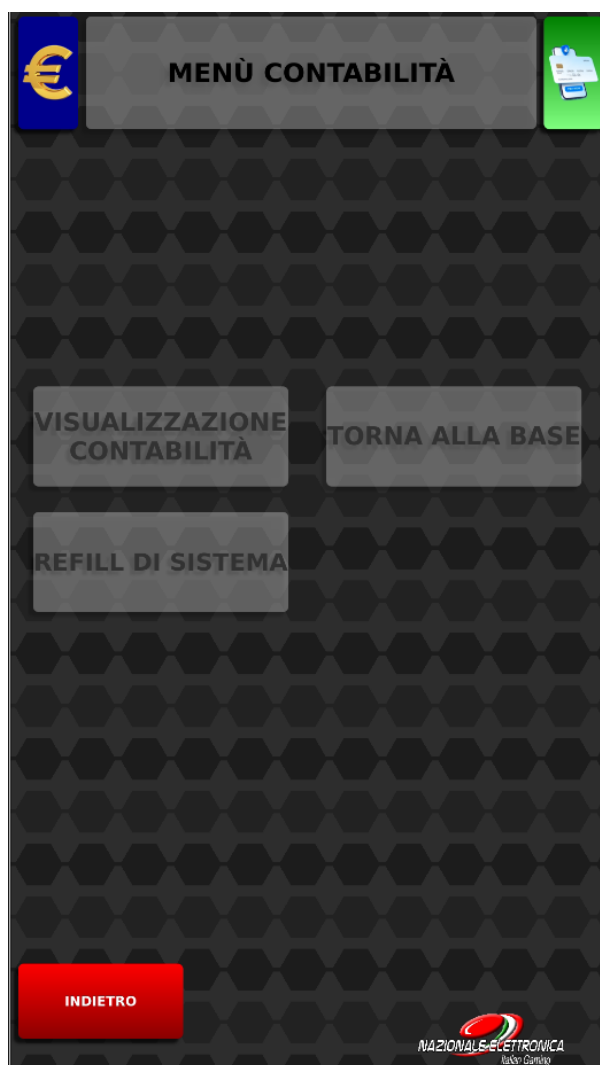 €
MENÙ CONTABILITÀ
VISUALIZZAZIONE
CONTABILITÀ
TORNA ALLA BASE
REFILL DI SISTEMA
INDIETRO
NAZIONALE ELETTRONICA
Italian Gaming